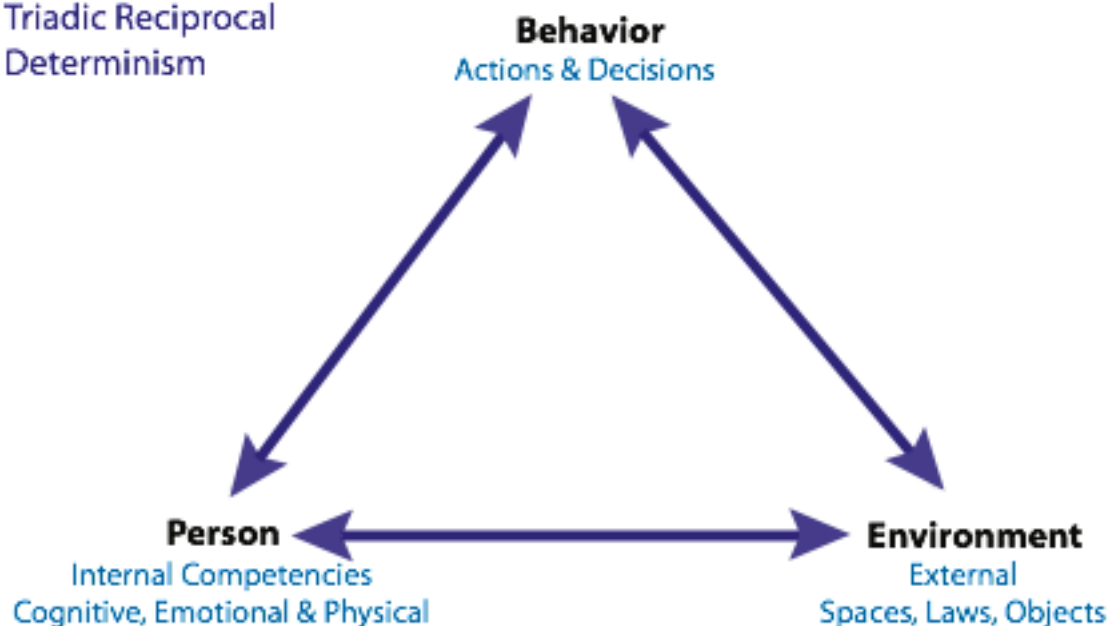 Triadic Reciprocal
Determinism
Behavior
Actions & Decisions
Person
Internal Competencies
Cognitive, Emotional & Physical
Environment
External
Spaces, Laws, Objects